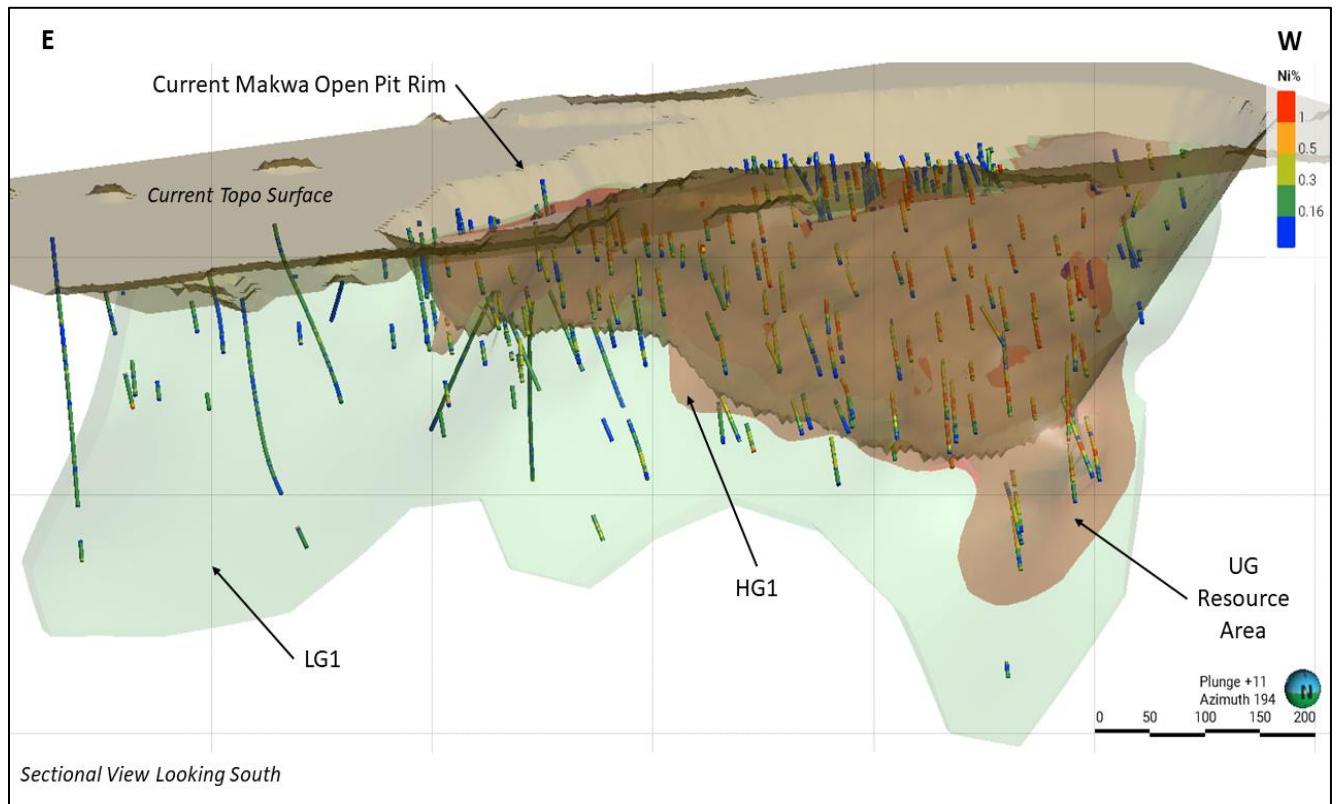 E
W
Ni%
1
0.5
0.3
0.16
Current Makwa Open Pit Rim
Current Topo Surface
HG1
UG
Resource
Area
LG1
Plunge +11
Azimuth 194
N
0 50 100 150 200
Sectional View Looking South